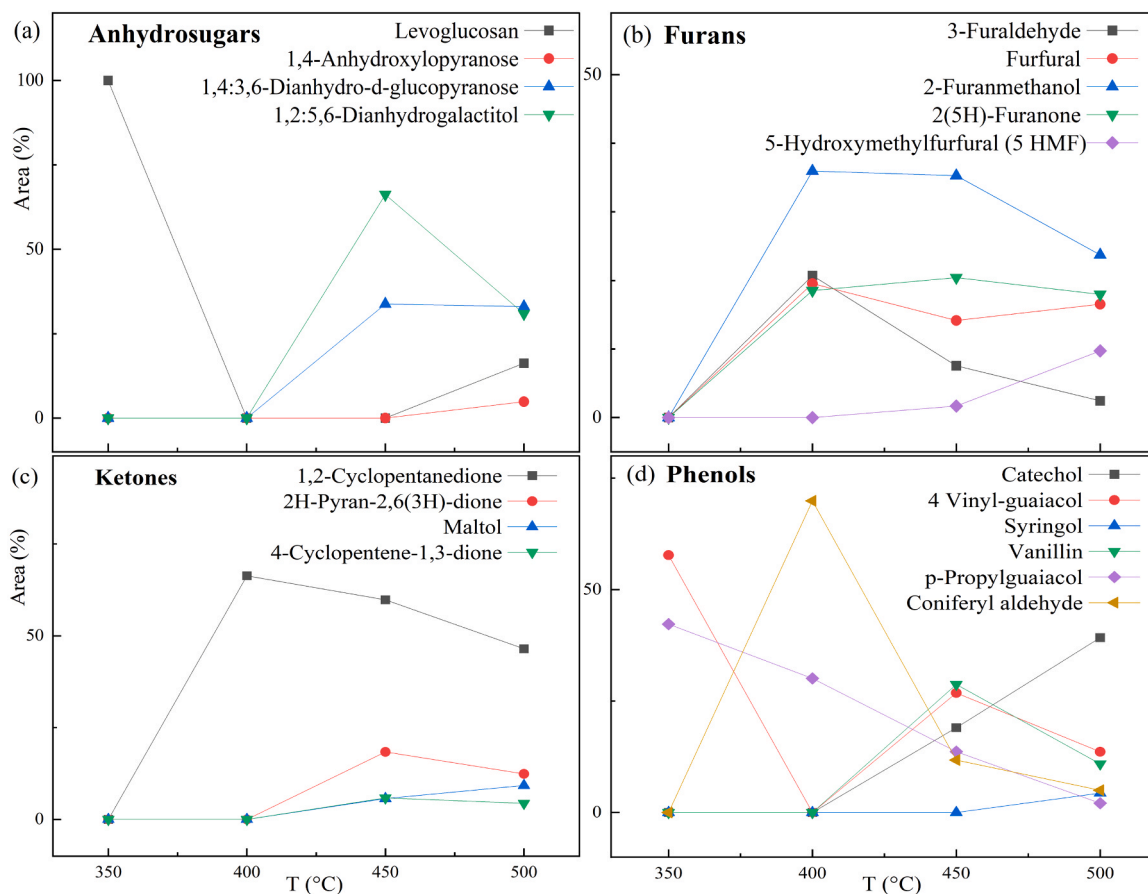 (a) Anhydrosugars
Levoglucosan
1,4-Anhydroxylopyranose
1,4:3,6-Dianhydro-d-glucopyranose
1,2:5,6-Dianhydrogalactitol
Area (%)
100
50
0
(b) Furans
3-Furaldehyde
Furfural
2-Furanmethanol
2(5H)-Furanone
5-Hydroxymethylfurfural (5 HMF)
50
0
(c) Ketones
1,2-Cyclopentanedione
2H-Pyran-2,6(3H)-dione
Maltol
4-Cyclopentene-1,3-dione
Area (%)
50
0
350 400 450 500
T (°C)
(d) Phenols
Catechol
4 Vinyl-guaiacol
Syringol
Vanillin
p-Propylguaiacol
Coniferyl aldehyde
50
0
350 400 450 500
T (°C)